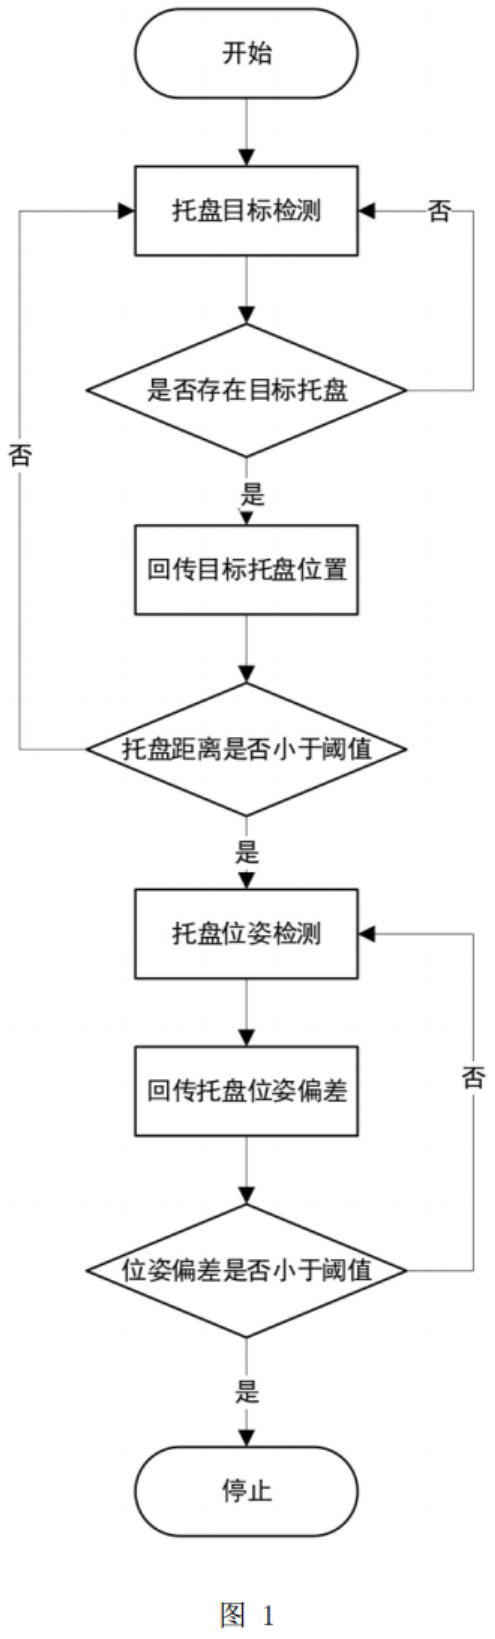 开始
托盘目标检测
否
是否存在目标托盘
否
是
回传目标托盘位置
托盘距离是否小于阈值
是
托盘位姿检测
否
回传托盘位姿偏差
位姿偏差是否小于阈值
是
停止
图 1